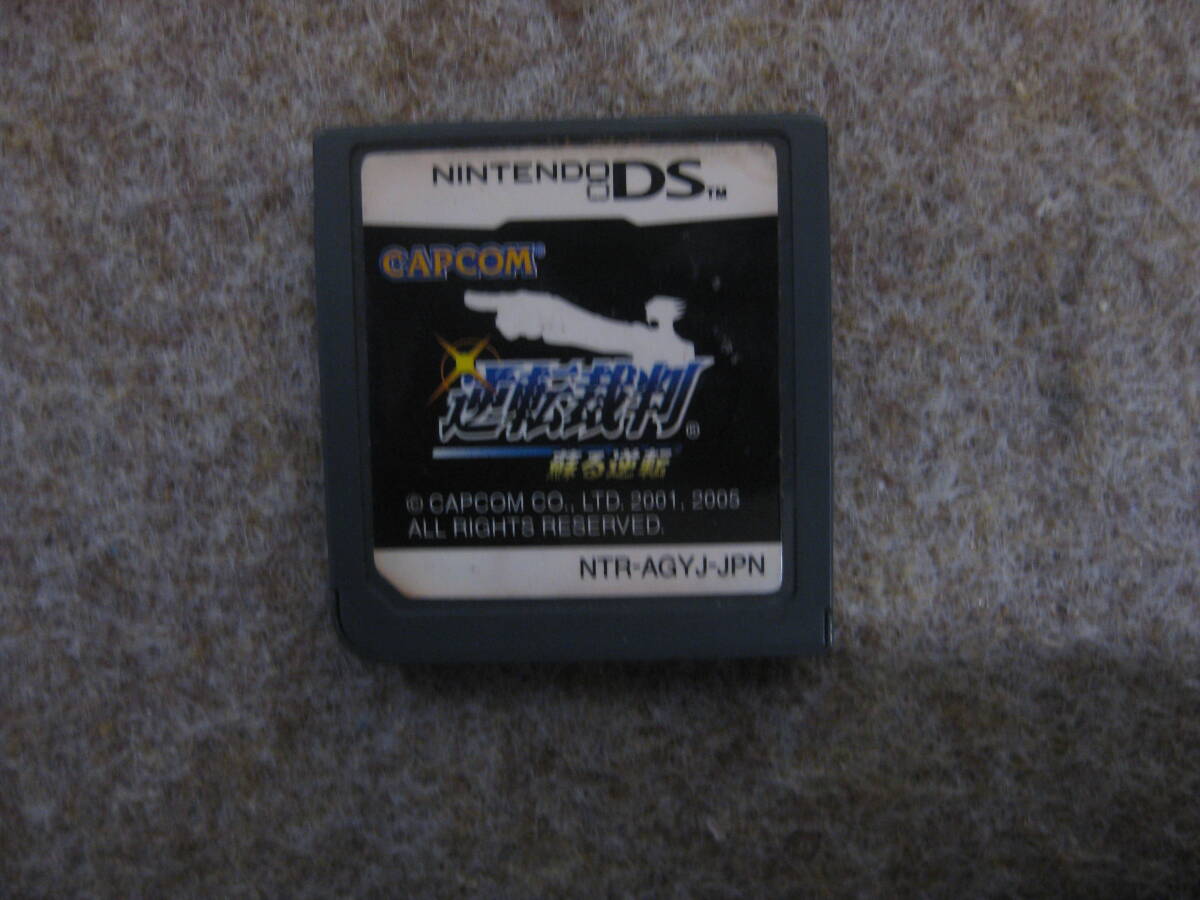 NINTENDO DS™
CAPCOM®
逆転裁判®
蘇る逆転
© CAPCOM CO., LTD. 2001, 2005
ALL RIGHTS RESERVED.
NTR-AGYJ-JPN